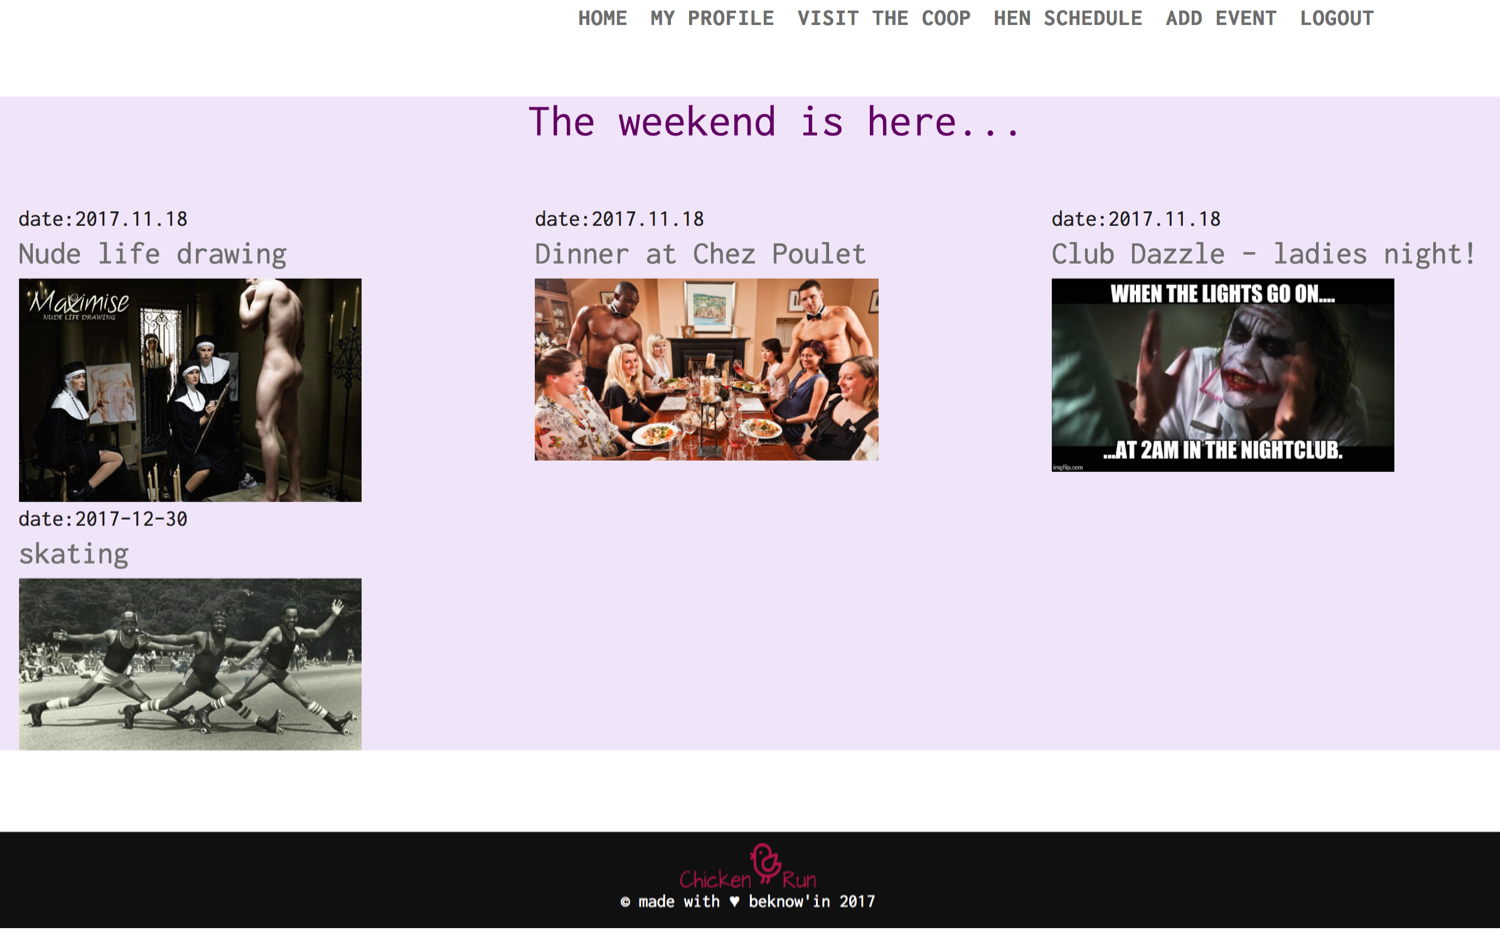 HOME MY PROFILE VISIT THE COOP HEN SCHEDULE ADD EVENT LOGOUT
The weekend is here...
date:2017.11.18
Nude life drawing
Maximise
NUDE LIFE DRAWING
date:2017.11.18
Dinner at Chez Poulet
date:2017.11.18
Club Dazzle - ladies night!
WHEN THE LIGHTS GO ON....
...AT 2AM IN THE NIGHTCLUB.
imgflip.com
date:2017-12-30
skating
Chicken Run
© made with ♥ beknow'in 2017